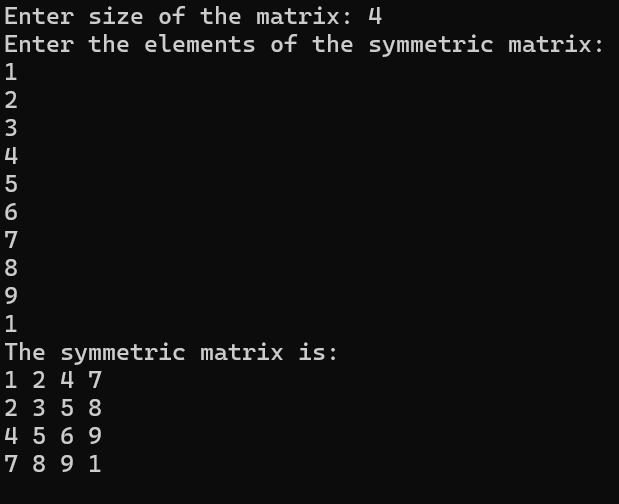 Enter size of the matrix: 4
Enter the elements of the symmetric matrix:
1
2
3
4
5
6
7
8
9
1
The symmetric matrix is:
1 2 4 7
2 3 5 8
4 5 6 9
7 8 9 1